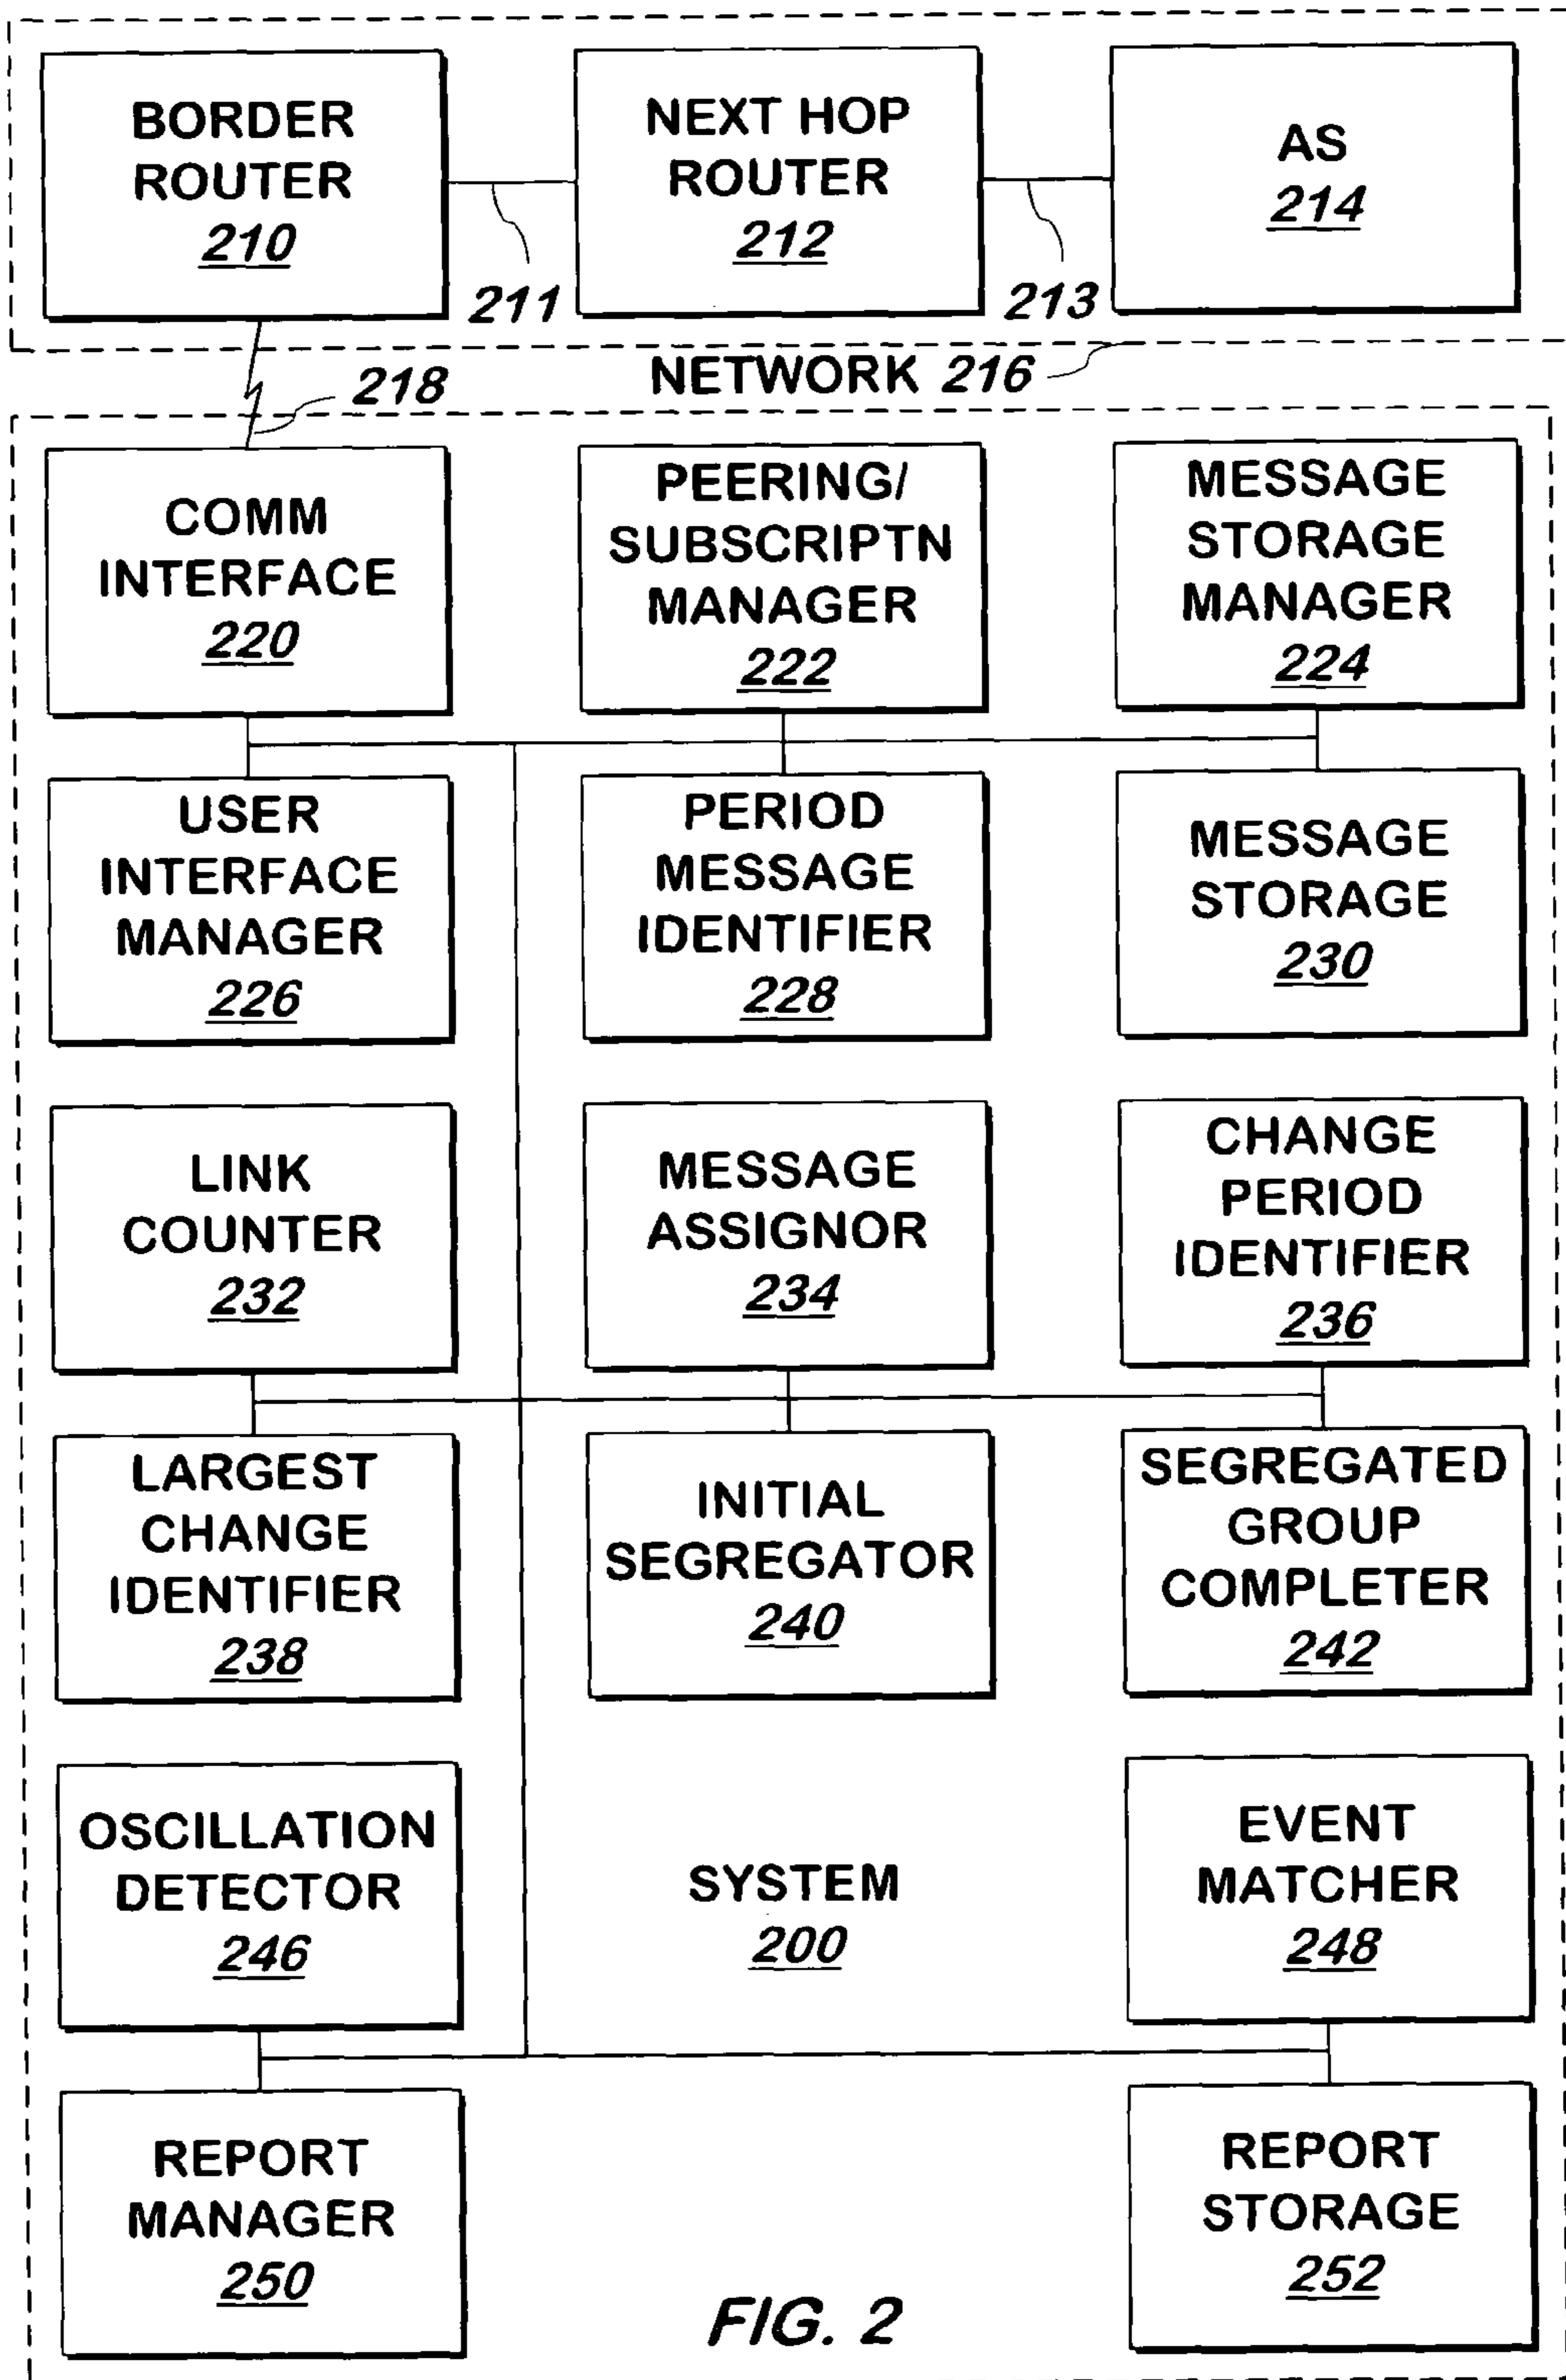 BORDER
ROUTER
210
NEXT HOP
ROUTER
212
AS
214
211
213
NETWORK 216
218
COMM
INTERFACE
220
PEERING/
SUBSCRIPTN
MANAGER
222
MESSAGE
STORAGE
MANAGER
224
USER
INTERFACE
MANAGER
226
PERIOD
MESSAGE
IDENTIFIER
228
MESSAGE
STORAGE
230
LINK
COUNTER
232
MESSAGE
ASSIGNOR
234
CHANGE
PERIOD
IDENTIFIER
236
LARGEST
CHANGE
IDENTIFIER
238
INITIAL
SEGREGATOR
240
SEGREGATED
GROUP
COMPLETER
242
OSCILLATION
DETECTOR
246
SYSTEM
200
EVENT
MATCHER
248
REPORT
MANAGER
250
REPORT
STORAGE
252
FIG. 2